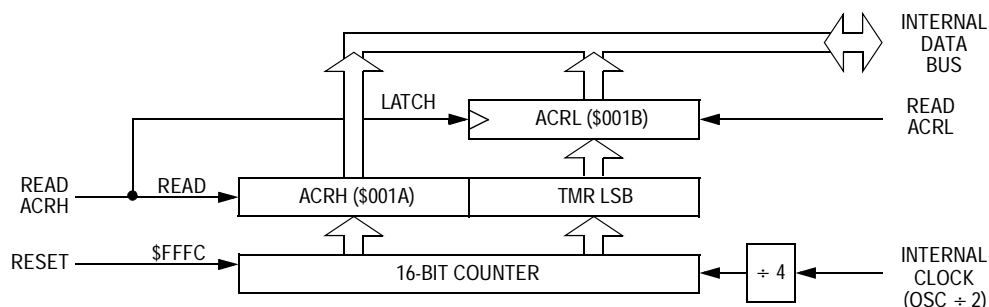 INTERNAL
DATA
BUS
LATCH
ACRL ($001B)
READ
ACRL
READ
ACRH
READ
ACRH ($001A)
TMR LSB
RESET
$FFFC
16-BIT COUNTER
÷ 4
INTERNAL
CLOCK
(OSC ÷ 2)